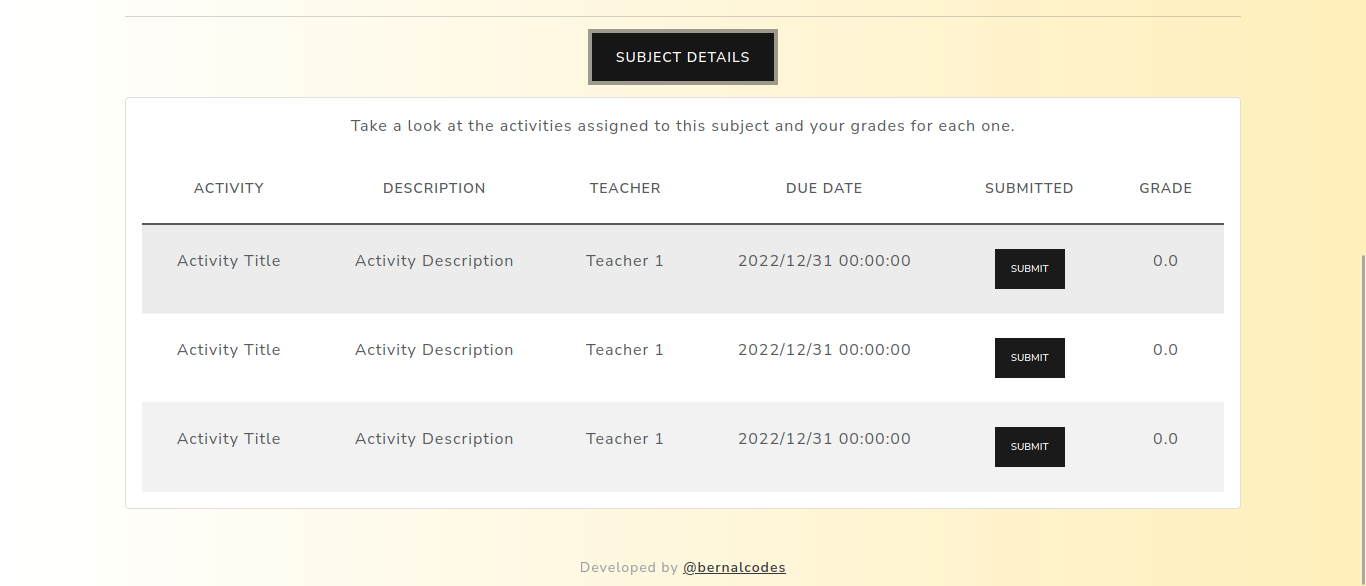 SUBJECT DETAILS
Take a look at the activities assigned to this subject and your grades for each one.
ACTIVITY DESCRIPTION TEACHER DUE DATE SUBMITTED GRADE
Activity Title Activity Description Teacher 1 2022/12/31 00:00:00 SUBMIT 0.0
Activity Title Activity Description Teacher 1 2022/12/31 00:00:00 SUBMIT 0.0
Activity Title Activity Description Teacher 1 2022/12/31 00:00:00 SUBMIT 0.0
Developed by @bernalcodes